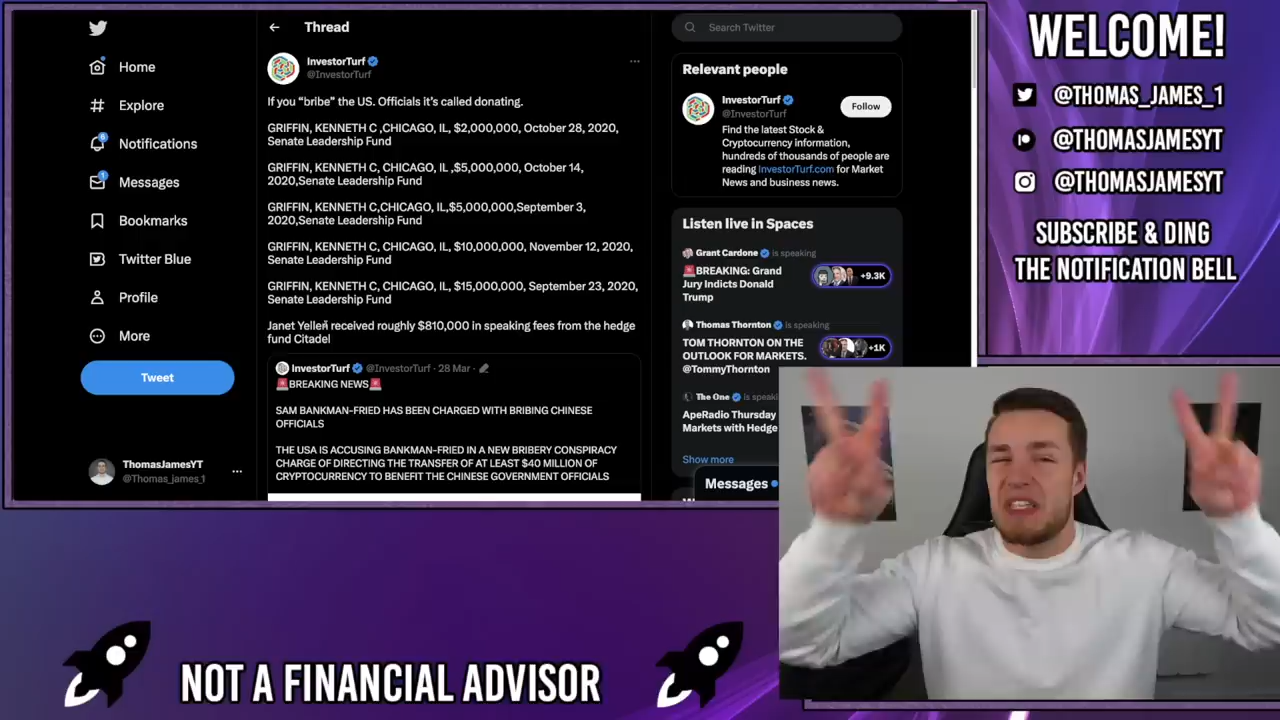 Home
Explore
Notifications
6
Messages
1
Bookmarks
Twitter Blue
Profile
More
Tweet
ThomasJamesYT
@Thomas_james_1
Thread
InvestorTurf
@InvestorTurf
If you “bribe” the US. Officials it’s called donating.
GRIFFIN, KENNETH C ,CHICAGO, IL, $2,000,000, October 28, 2020,
Senate Leadership Fund
GRIFFIN, KENNETH C, ,CHICAGO, IL ,$5,000,000, October 14,
2020,Senate Leadership Fund
GRIFFIN, KENNETH C,CHICAGO, IL,$5,000,000,September 3,
2020,Senate Leadership Fund
GRIFFIN, KENNETH C, CHICAGO, IL, $10,000,000, November 12, 2020,
Senate Leadership Fund
GRIFFIN, KENNETH C, CHICAGO, IL, $15,000,000, September 23, 2020,
Senate Leadership Fund
Janet Yellen received roughly $810,000 in speaking fees from the hedge
fund Citadel
InvestorTurf @InvestorTurf · 28 Mar ·
🚨BREAKING NEWS🚨
SAM BANKMAN-FRIED HAS BEEN CHARGED WITH BRIBING CHINESE
OFFICIALS
THE USA IS ACCUSING BANKMAN-FRIED IN A NEW BRIBERY CONSPIRACY
CHARGE OF DIRECTING THE TRANSFER OF AT LEAST $40 MILLION OF
CRYPTOCURRENCY TO BENEFIT THE CHINESE GOVERNMENT OFFICIALS
Search Twitter
Relevant people
InvestorTurf
@InvestorTurf
Follow
Find the latest Stock &
Cryptocurrency information,
hundreds of thousands of people are
reading InvestorTurf.com for Market
News and business news.
Listen live in Spaces
Grant Cardone is speaking
🚨BREAKING: Grand
Jury Indicts Donald
Trump
+9.3K
Thomas Thornton is speaking
TOM THORNTON ON THE
OUTLOOK FOR MARKETS.
@TommyThornton
+1K
The One is speaki
ApeRadio Thursday
Markets with Hedge
Show more
Messages
WELCOME!
@THOMAS_JAMES_1
@THOMASJAMESYT
@THOMASJAMESYT
SUBSCRIBE & DING
THE NOTIFICATION BELL
NOT A FINANCIAL ADVISOR